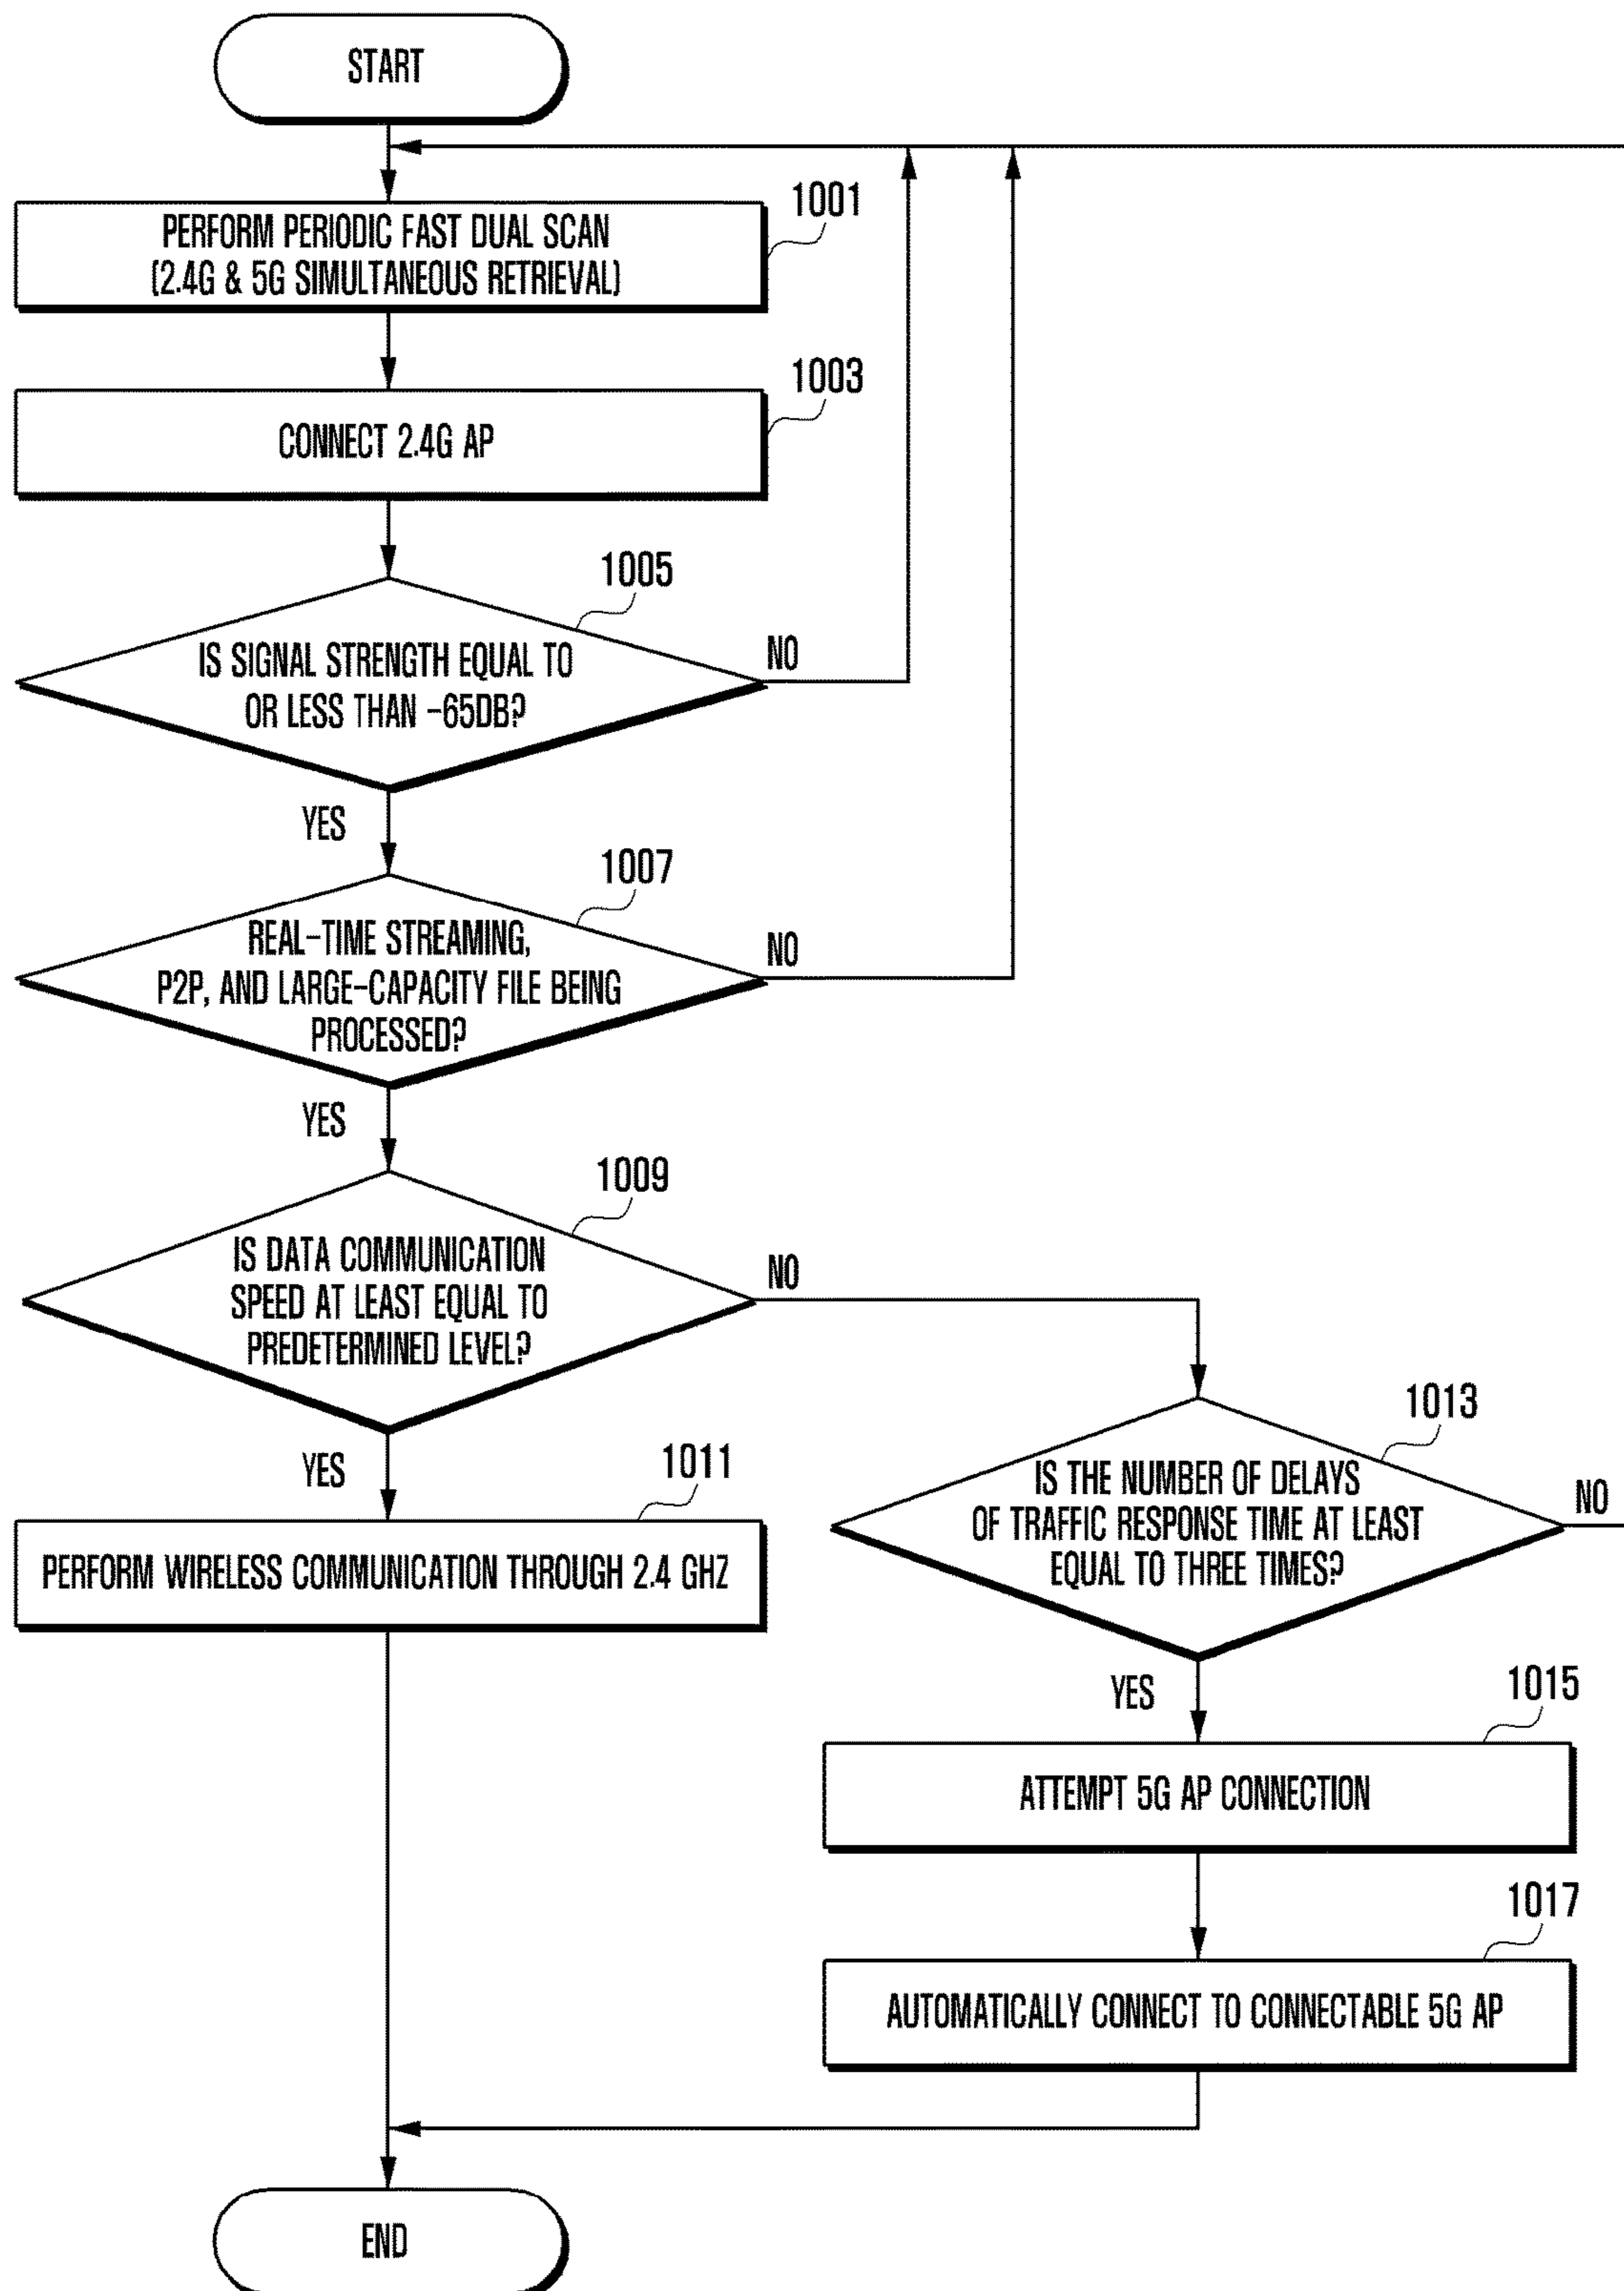 START
1001
PERFORM PERIODIC FAST DUAL SCAN
(2.4G & 5G SIMULTANEOUS RETRIEVAL)
1003
CONNECT 2.4G AP
1005
IS SIGNAL STRENGTH EQUAL TO
OR LESS THAN -65DB?
NO
YES
1007
REAL-TIME STREAMING,
P2P, AND LARGE-CAPACITY FILE BEING
PROCESSED?
NO
YES
1009
IS DATA COMMUNICATION
SPEED AT LEAST EQUAL TO
PREDETERMINED LEVEL?
NO
YES
1011
PERFORM WIRELESS COMMUNICATION THROUGH 2.4 GHZ
1013
IS THE NUMBER OF DELAYS
OF TRAFFIC RESPONSE TIME AT LEAST
EQUAL TO THREE TIMES?
NO
YES
1015
ATTEMPT 5G AP CONNECTION
1017
AUTOMATICALLY CONNECT TO CONNECTABLE 5G AP
END